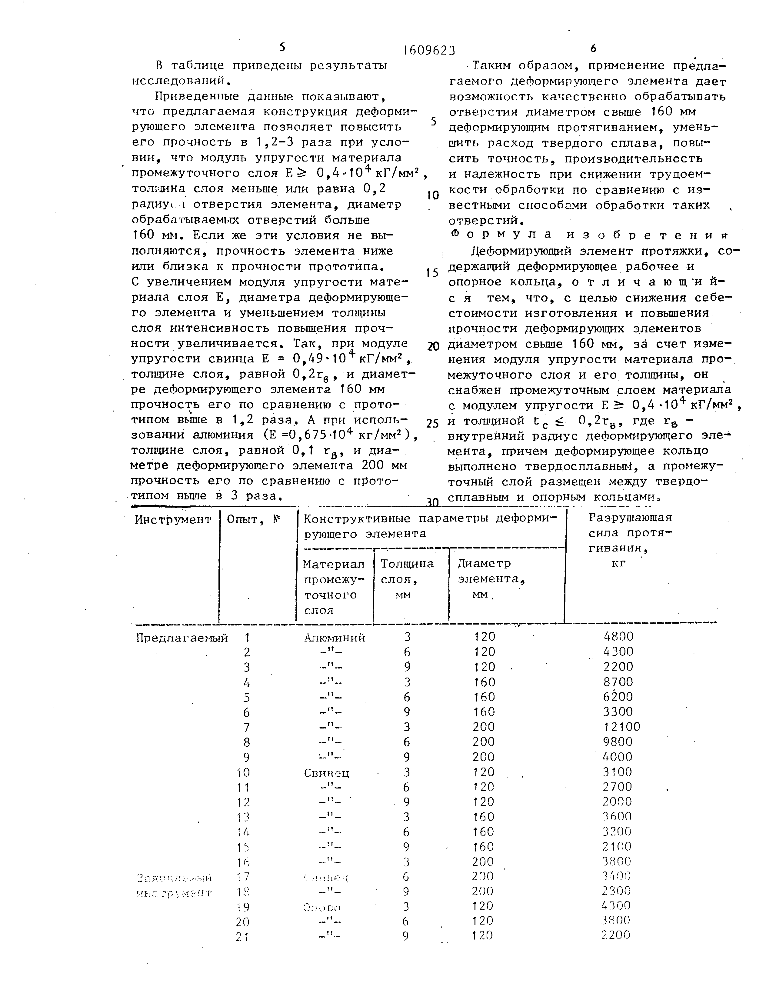 5
1609623
6
В таблице приведены результаты
исследований.
Приведенные данные показывают,
что предлагаемая конструкция деформи-
рующего элемента позволяет повысить
его прочность в 1,2-3 раза при усло-
вии, что модуль упругости материала
промежуточного слоя E ≥ 0,4·10⁴ кГ/мм²,
толщина слоя меньше или равна 0,2
радиуса отверстия элемента, диаметр
обрабатываемых отверстий больше
160 мм. Если же эти условия не вы-
полняются, прочность элемента ниже
или близка к прочности прототипа.
С увеличением модуля упругости мате-
риала слоя E, диаметра деформирующе-
го элемента и уменьшением толщины
слоя интенсивность повышения проч-
ности увеличивается. Так, при модуле
упругости свинца E = 0,49·10⁴ кГ/мм²,
толщине слоя, равной 0,2rв, и диамет-
ре деформирующего элемента 160 мм
прочность его по сравнению с прото-
типом выше в 1,2 раза. А при исполь-
зовании алюминия (E =0,675·10⁴ кг/мм²),
толщине слоя, равной 0,1 rв, и диа-
метре деформирующего элемента 200 мм
прочность его по сравнению с прото-
типом выше в 3 раза.
Таким образом, применение предла-
гаемого деформирующего элемента дает
возможность качественно обрабатывать
отверстия диаметром свыше 160 мм
5 деформирующим протягиванием, умень-
шить расход твердого сплава, повы-
сить точность, производительность
и надежность при снижении трудоем-
10 кости обработки по сравнению с из-
вестными способами обработки таких
отверстий.
Ф о р м у л а и з о б р е т е н и я
Деформирующий элемент протяжки, со-
15 держащий деформирующее рабочее и
опорное кольца, о т л и ч а ю щ и й-
с я тем, что, с целью снижения себе-
стоимости изготовления и повышения
прочности деформирующих элементов
20 диаметром свыше 160 мм, за счет изме-
нения модуля упругости материала про-
межуточного слоя и его толщины, он
снабжен промежуточным слоем материала
с модулем упругости E ≥ 0,4·10⁴ кГ/мм²,
25 и толщиной tс ≤ 0,2rв, где rв -
внутренний радиус деформирующего эле-
мента, причем деформирующее кольцо
выполнено твердосплавным, а промежу-
точный слой размещен между твердо-
30 сплавным и опорным кольцами.
Инструмент Опыт, № Конструктивные параметры деформи- Разрушающая
рующего элемента сила протя-
гивания,
Материал Толщина Диаметр кг
промежу- слоя, элемента,
точного мм мм
слоя
Предлагаемый 1 Алюминий 3 120 4800
2 -"- 6 120 4300
3 -"- 9 120 2200
4 -"- 3 160 8700
5 -"- 6 160 6200
6 -"- 9 160 3300
7 -"- 3 200 12100
8 -"- 6 200 9800
9 -"- 9 200 4000
10 Свинец 3 120 3100
11 -"- 6 120 2700
12 -"- 9 120 2000
13 -"- 3 160 3600
14 -"- 6 160 3200
15 -"- 9 160 2100
16 -"- 3 200 3800
Заявляемый 17 Свинец 6 200 3400
инструмент 18 -"- 9 200 2300
19 Олово 3 120 4300
20 -"- 6 120 3800
21 -"- 9 120 2200